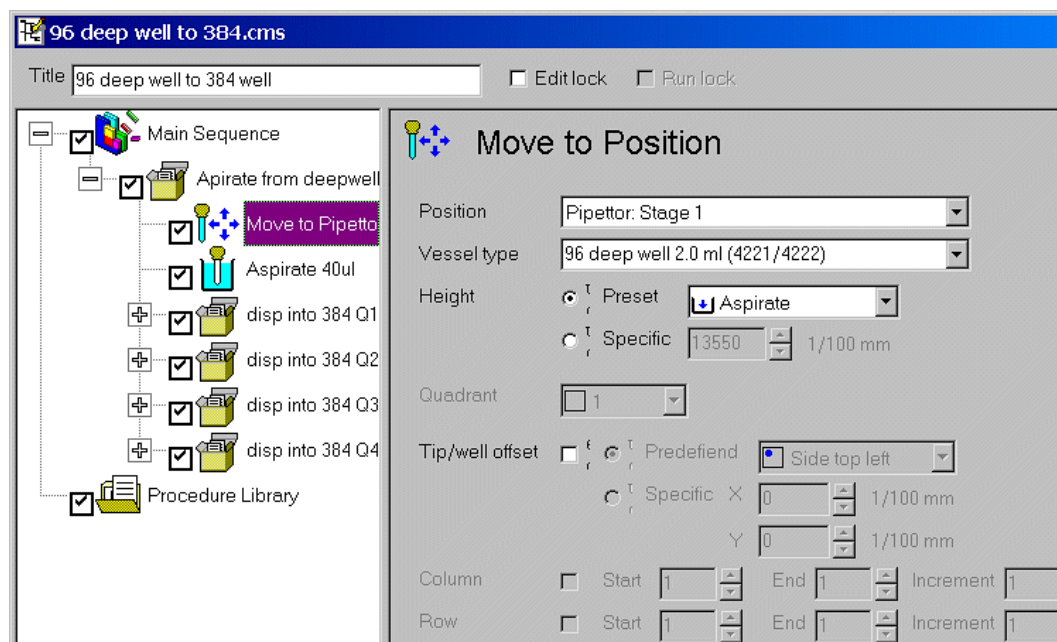 96 deep well to 384.cms
Title 96 deep well to 384 well Edit lock Run lock
Main Sequence
Apirate from deepwell
Move to Pipetto
Aspirate 40ul
disp into 384 Q1
disp into 384 Q2
disp into 384 Q3
disp into 384 Q4
Procedure Library
Move to Position
Position Pipettor: Stage 1
Vessel type 96 deep well 2.0 ml (4221/4222)
Height Preset Aspirate
Specific 13550 1/100 mm
Quadrant 1
Tip/well offset Predefiend Side top left
Specific X 0 1/100 mm
Y 0 1/100 mm
Column Start 1 End 1 Increment 1
Row Start 1 End 1 Increment 1